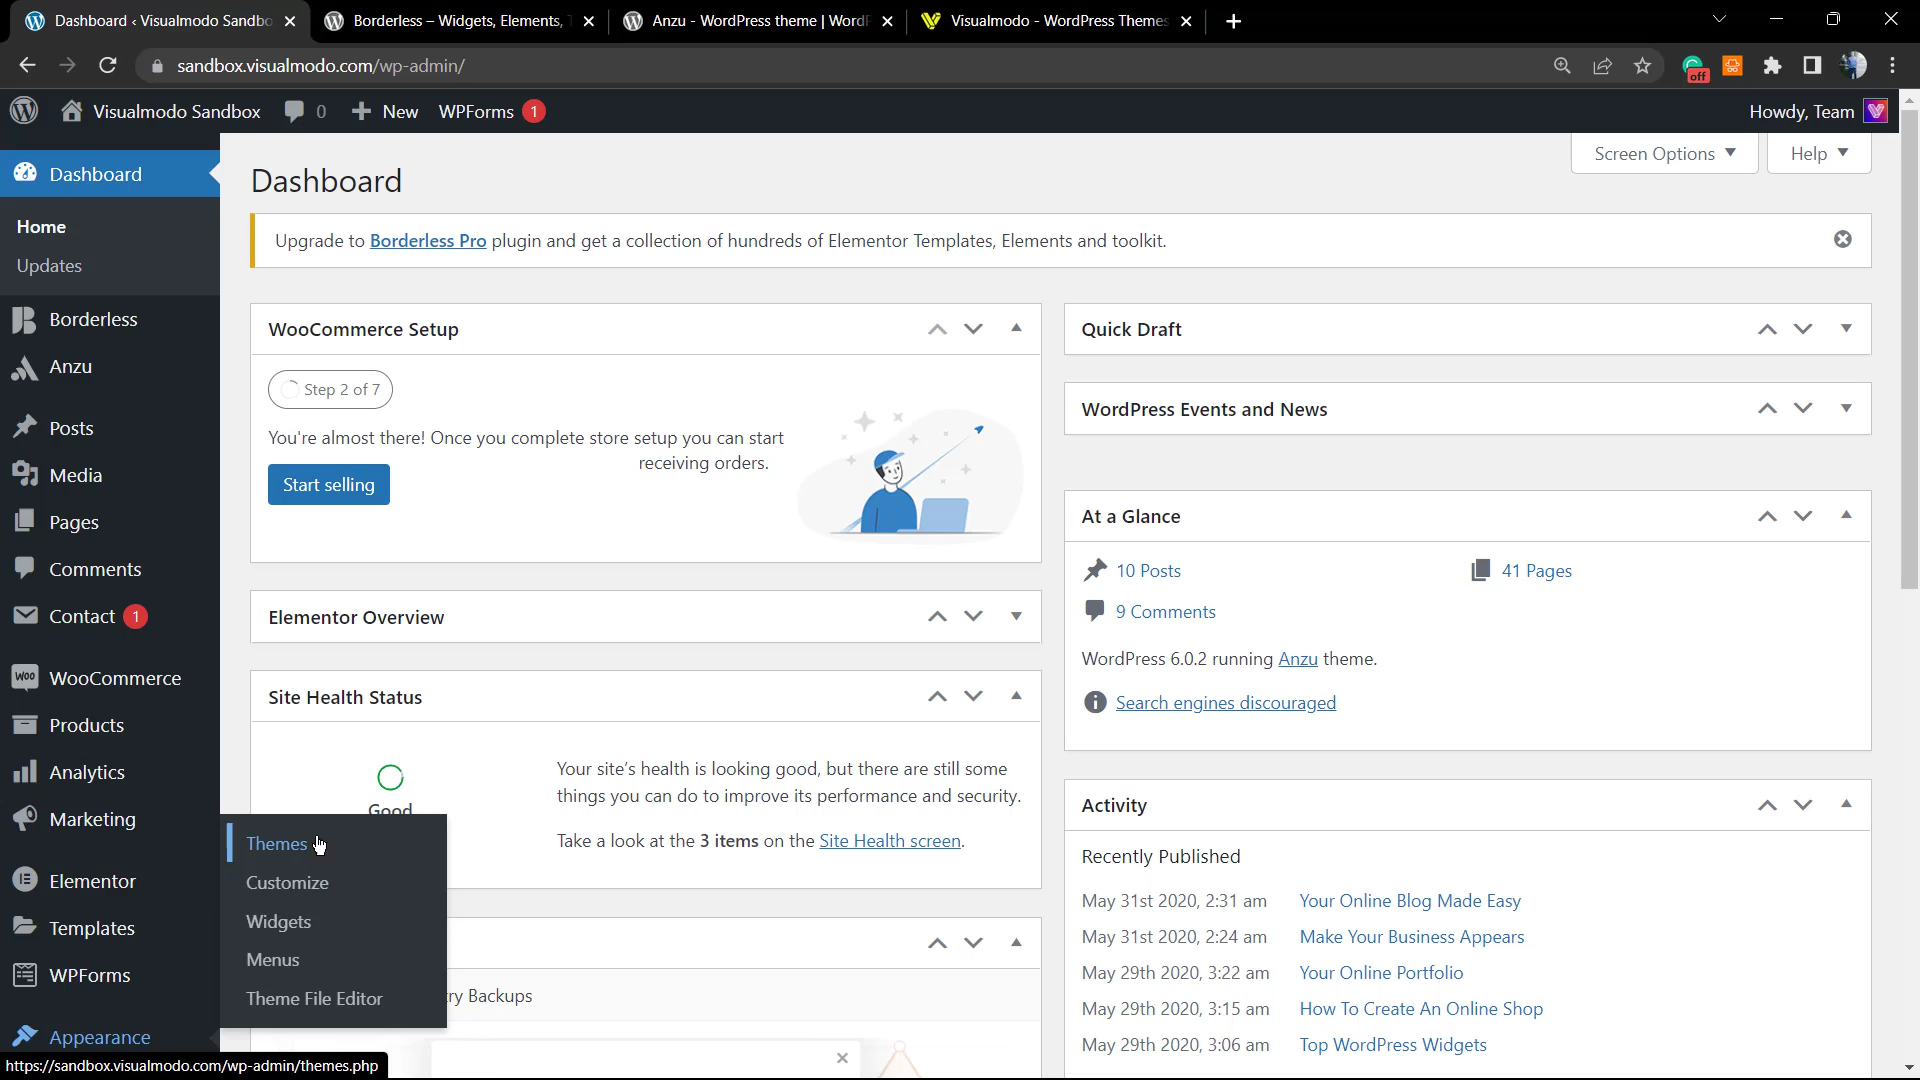 Dashboard ‹ Visualmodo Sandbo
Borderless – Widgets, Elements, T
Anzu - WordPress theme | WordP
Visualmodo - WordPress Themes
sandbox.visualmodo.com/wp-admin/
off
Visualmodo Sandbox
0
New
WPForms 1
Howdy, Team
Dashboard
Home
Updates
Borderless
Anzu
Posts
Media
Pages
Comments
Contact 1
WOO
WooCommerce
Products
Analytics
Marketing
Elementor
Templates
WPForms
Appearance
Themes
Customize
Widgets
Menus
Theme File Editor
https://sandbox.visualmodo.com/wp-admin/themes.php
Screen Options
Help
Dashboard
Upgrade to Borderless Pro plugin and get a collection of hundreds of Elementor Templates, Elements and toolkit.
WooCommerce Setup
Step 2 of 7
You're almost there! Once you complete store setup you can start
receiving orders.
Start selling
Elementor Overview
Site Health Status
Good
Your site's health is looking good, but there are still some
things you can do to improve its performance and security.
Take a look at the 3 items on the Site Health screen.
ry Backups
Quick Draft
WordPress Events and News
At a Glance
10 Posts
41 Pages
9 Comments
WordPress 6.0.2 running Anzu theme.
Search engines discouraged
Activity
Recently Published
May 31st 2020, 2:31 am Your Online Blog Made Easy
May 31st 2020, 2:24 am Make Your Business Appears
May 29th 2020, 3:22 am Your Online Portfolio
May 29th 2020, 3:15 am How To Create An Online Shop
May 29th 2020, 3:06 am Top WordPress Widgets